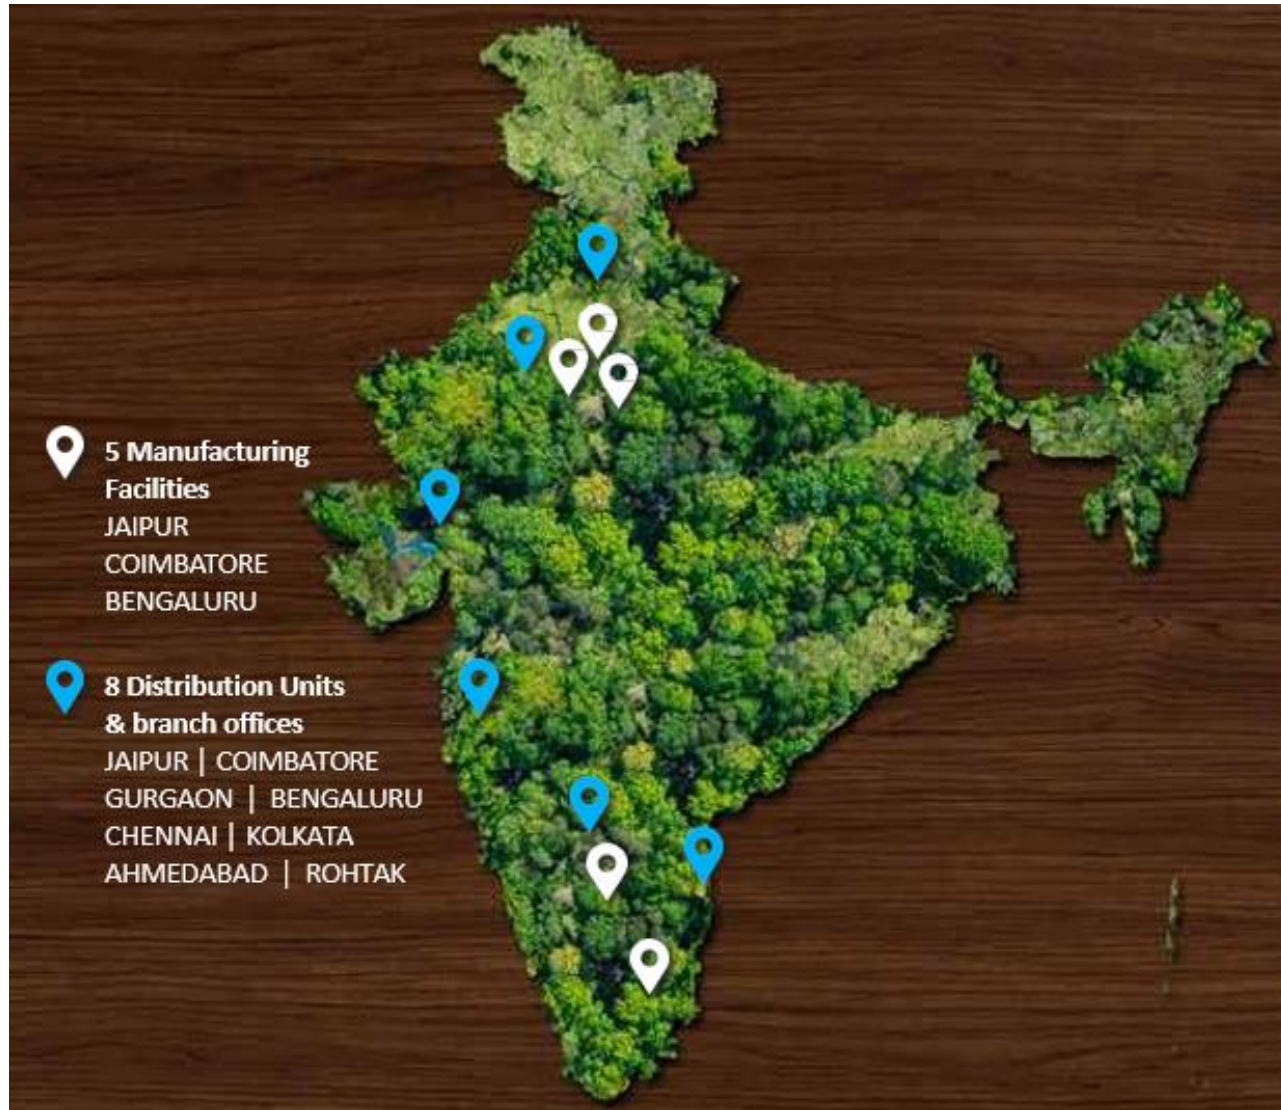 5 Manufacturing
Facilities
JAIPUR
COIMBATORE
BENGALURU
8 Distribution Units
& branch offices
JAIPUR | COIMBATORE
GURGAON | BENGALURU
CHENNAI | KOLKATA
AHMEDABAD | ROHTAK